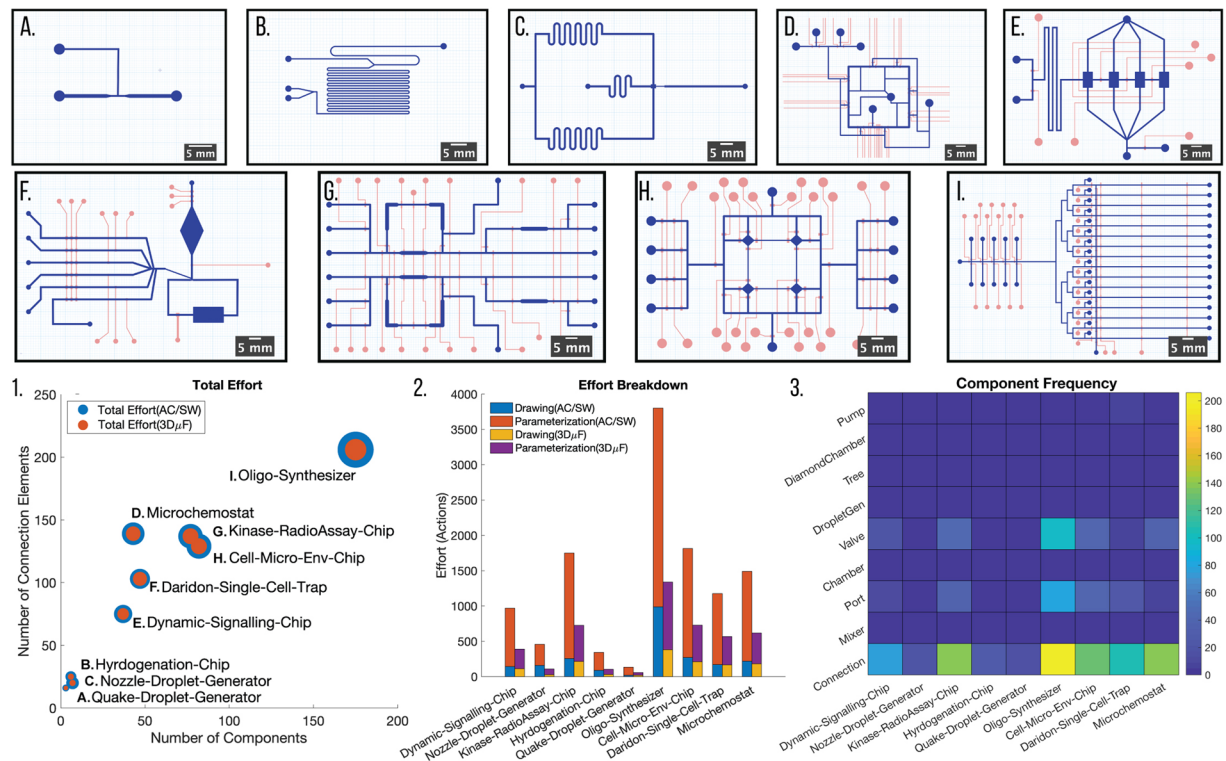 A.
B.
C.
D.
E.
5 mm
5 mm
5 mm
5 mm
5 mm
F.
G.
H.
I.
5 mm
5 mm
5 mm
5 mm
1.
Total Effort
250
200
150
100
50
0
0
50
100
150
200
Number of Connection Elements
Number of Components
Total Effort(AC/SW)
Total Effort(3DμF)
I.Oligo-Synthesizer
D. Microchemostat
G. Kinase-RadioAssay-Chip
H. Cell-Micro-Env-Chip
F. Daridon-Single-Cell-Trap
E. Dynamic-Signalling-Chip
B. Hyrdogenation-Chip
C. Nozzle-Droplet-Generator
A. Quake-Droplet-Generator
2.
Effort Breakdown
4000
3500
3000
2500
2000
1500
1000
500
0
Effort (Actions)
Drawing(AC/SW)
Parameterization(AC/SW)
Drawing(3DμF)
Parameterization(3DμF)
Dynamic-Signalling-Chip
Nozzle-Droplet-Generator
Kinase-RadioAssay-Chip
Hyrdogenation-Chip
Quake-Droplet-Generator
Oligo-Synthesizer
Cell-Micro-Env-Chip
Daridon-Single-Cell-Trap
Microchemostat
3.
Component Frequency
Pump
DiamondChamber
Tree
DropletGen
Valve
Chamber
Port
Mixer
Connection
Dynamic-Signalling-Chip
Nozzle-Droplet-Generator
Kinase-RadioAssay-Chip
Hyrdogenation-Chip
Quake-Droplet-Generator
Oligo-Synthesizer
Cell-Micro-Env-Chip
Daridon-Single-Cell-Trap
Microchemostat
200
180
160
140
120
100
80
60
40
20
0